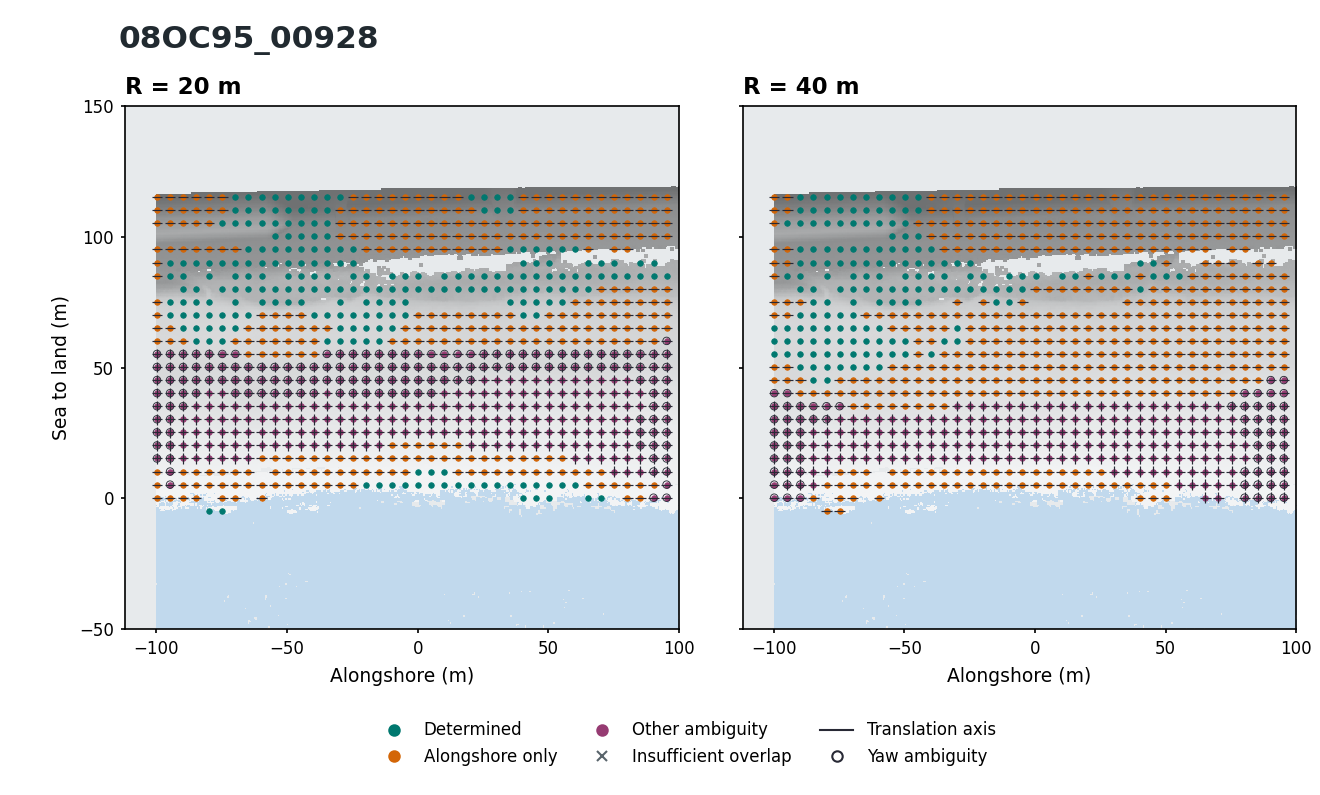 08OC95_00928
R = 20 m
R = 40 m
150
100
50
0
−50
Sea to land (m)
−100
−50
0
50
100
−100
−50
0
50
100
Alongshore (m)
Alongshore (m)
Determined
Other ambiguity
Translation axis
Alongshore only
Insufficient overlap
Yaw ambiguity